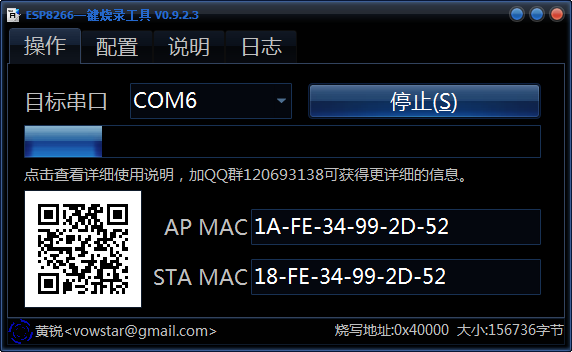 ESP8266一键烧录工具 V0.9.2.3
操作 配置 说明 日志
目标串口 COM6 停止(S)
点击查看详细使用说明，加QQ群120693138可获得更详细的信息。
AP MAC 1A-FE-34-99-2D-52
STA MAC 18-FE-34-99-2D-52
黄锐<vowstar@gmail.com> 烧写地址:0x40000 大小:156736字节